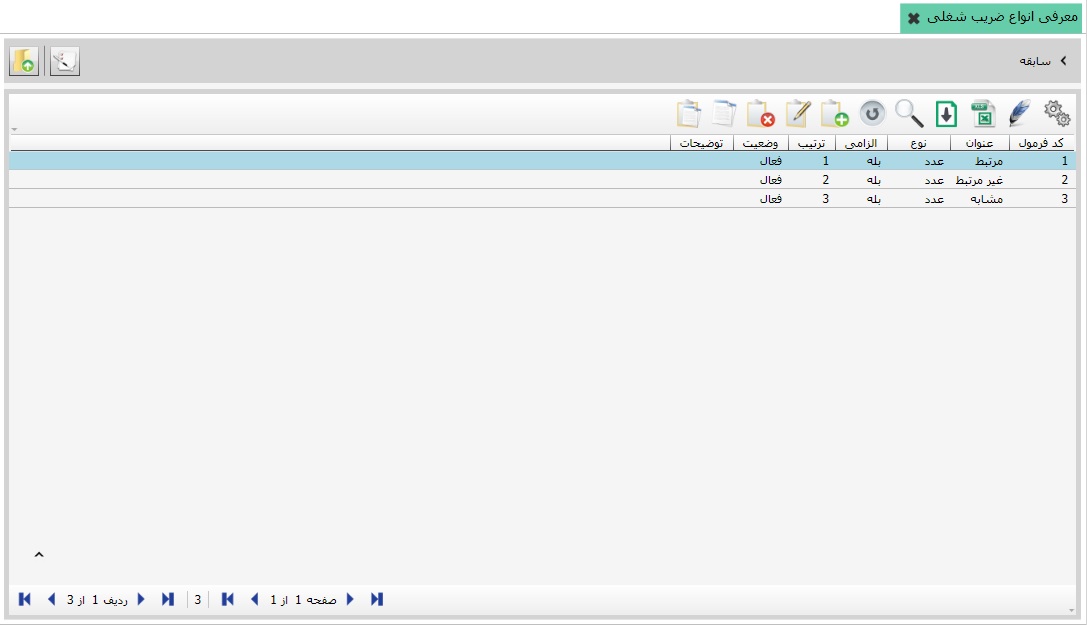 معرفی انواع ضریب شغلی
سابقه
کد فرمول عنوان نوع الزامی ترتیب وضعیت توضیحات
1 مرتبط عدد بله 1 فعال
2 غیر مرتبط عدد بله 2 فعال
3 مشابه عدد بله 3 فعال
صفحه 1 از 1 3 ردیف 1 از 3